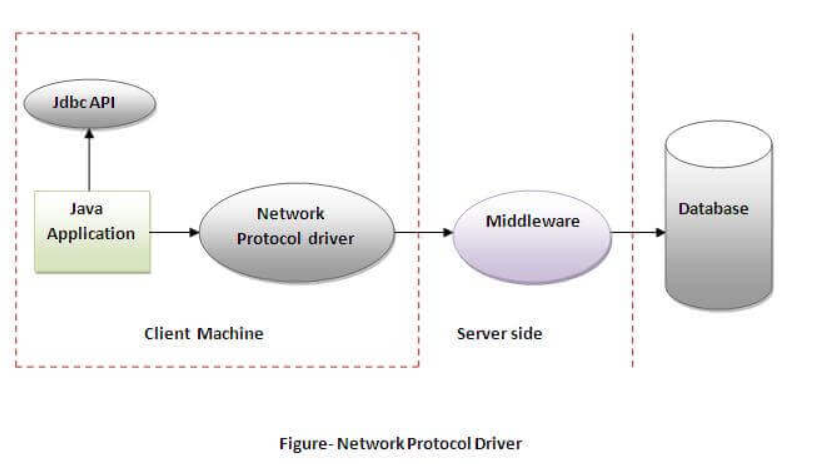 Jdbc API
Java
Application
Network
Protocol driver
Middleware
Database
Client Machine
Server side
Figure- Network Protocol Driver